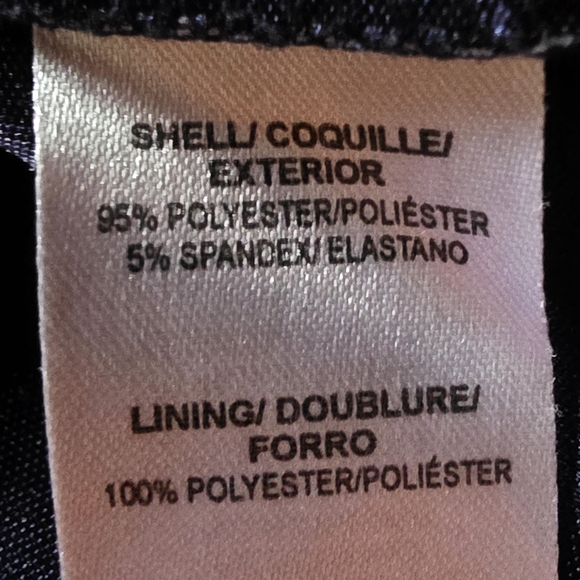 SHELL/ COQUILLE/
EXTERIOR
95% POLYESTER/POLIÉSTER
5% SPANDEX/ ELASTANO
LINING/ DOUBLURE/
FORRO
100% POLYESTER/POLIÉSTER